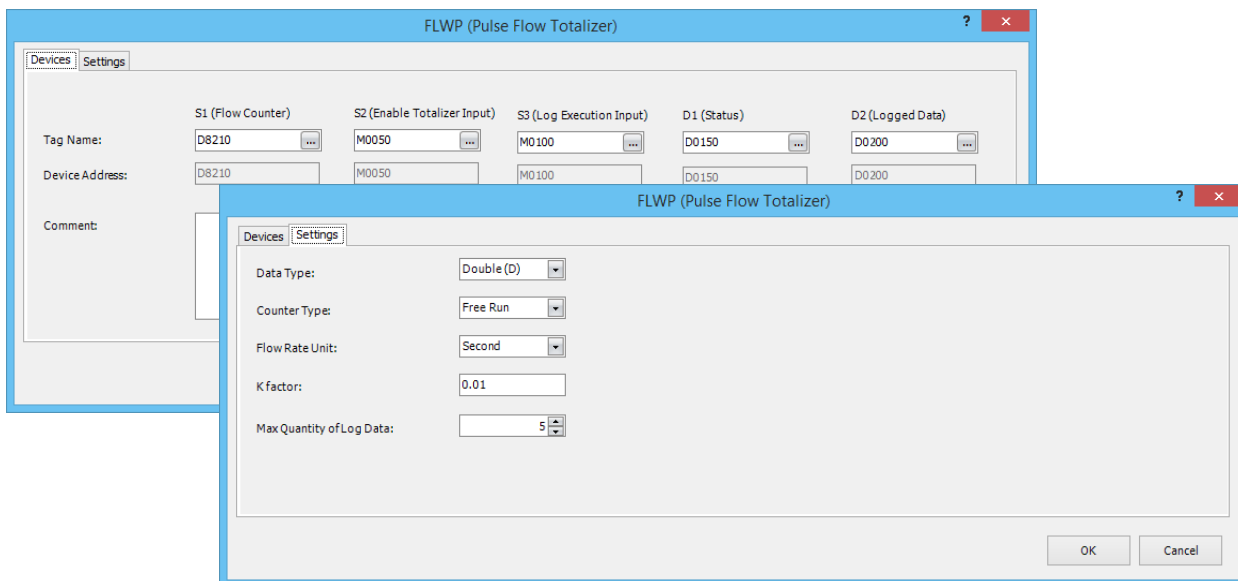 FLWP (Pulse Flow Totalizer) ? ×
Devices Settings
S1 (Flow Counter) S2 (Enable Totalizer Input) S3 (Log Execution Input) D1 (Status) D2 (Logged Data)
Tag Name: D8210 ... M0050 ... M0100 ... D0150 ... D0200 ...
Device Address: D8210 M0050 M0100 D0150 D0200
Comment:
FLWP (Pulse Flow Totalizer) ? ×
Devices Settings
Data Type: Double (D)
Counter Type: Free Run
Flow Rate Unit: Second
K factor: 0.01
Max Quantity of Log Data: 5
OK Cancel